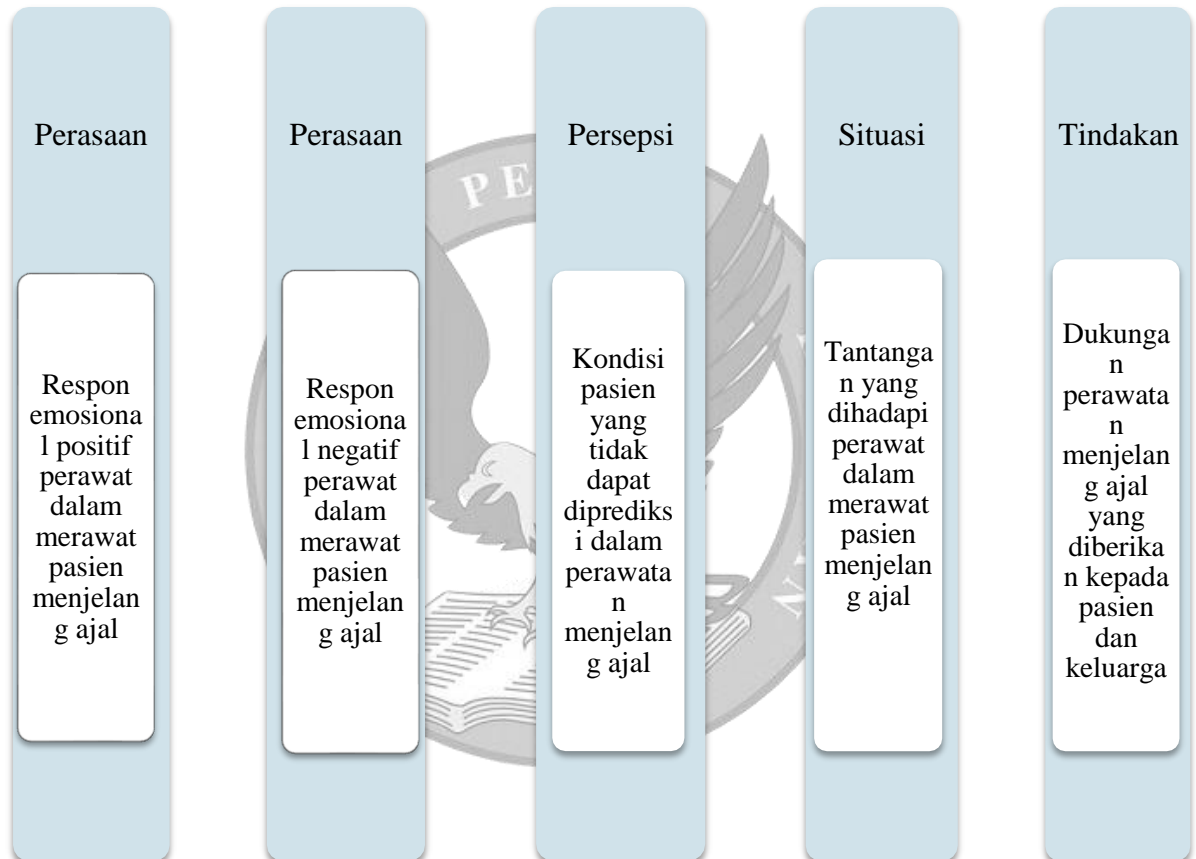 Perasaan
Respon
emosiona
l positif
perawat
dalam
merawat
pasien
menjelan
g ajal
Perasaan
Respon
emosiona
l negatif
perawat
dalam
merawat
pasien
menjelan
g ajal
Persepsi
Kondisi
pasien
yang
tidak
dapat
diprediks
i dalam
perawata
n
menjelan
g ajal
Situasi
Tantanga
n yang
dihadapi
perawat
dalam
merawat
pasien
menjelan
g ajal
Tindakan
Dukunga
n
perawata
n
menjelan
g ajal
yang
diberika
n kepada
pasien
dan
keluarga